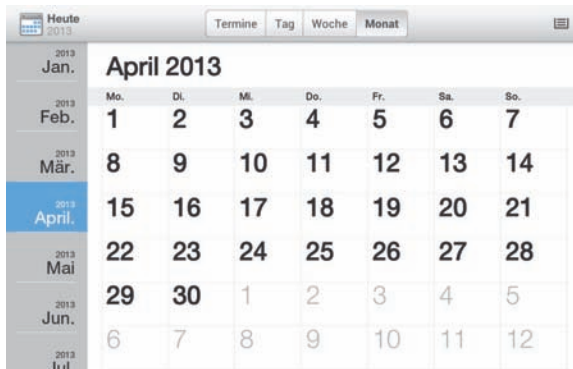 Heute
2013
Termine Tag Woche Monat
2013
Jan.
2013
Feb.
2013
Mär.
2013
April.
2013
Mai
2013
Jun.
2013
Jul
April 2013
Mo. Di. Mi. Do. Fr. Sa. So.
1 2 3 4 5 6 7
8 9 10 11 12 13 14
15 16 17 18 19 20 21
22 23 24 25 26 27 28
29 30 1 2 3 4 5
6 7 8 9 10 11 12